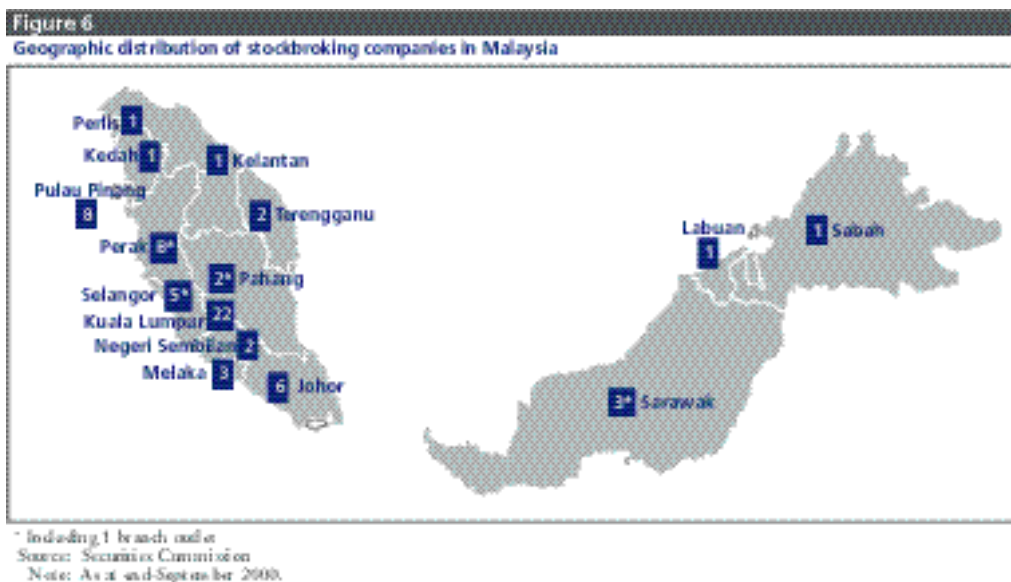 Figure 6
Geographic distribution of stockbroking companies in Malaysia
Perlis 1
Kedah 1
1 Kelantan
Pulau Pinang
8
2 Terengganu
Perak 8*
2* Pahang
Selangor 5*
Kuala Lumpur 22
Negeri Sembilan 2
Melaka 3
6 Johor
Labuan
1
1 Sabah
3* Sarawak
* Including 1 branch outlet
Source: Securities Commission
Note: As at end-September 2000.